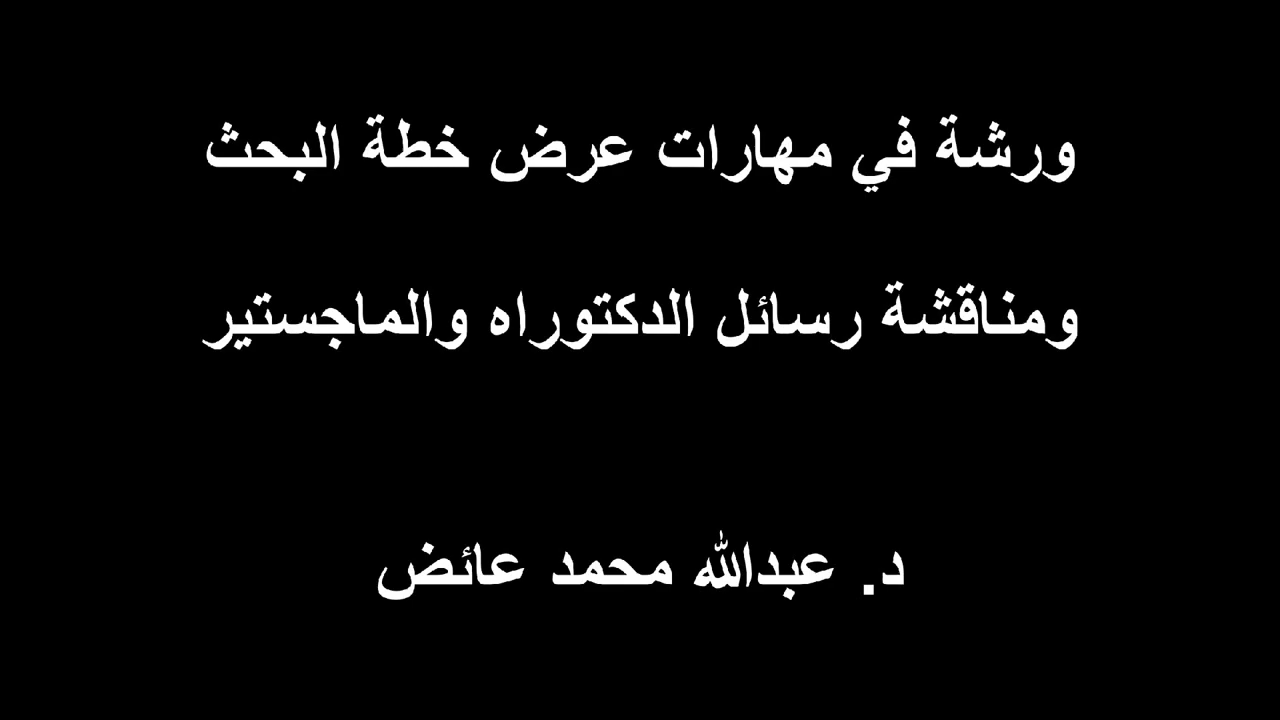 ورشة في مهارات عرض خطة البحث
ومناقشة رسائل الدكتوراه والماجستير
د. عبدالله محمد عائض